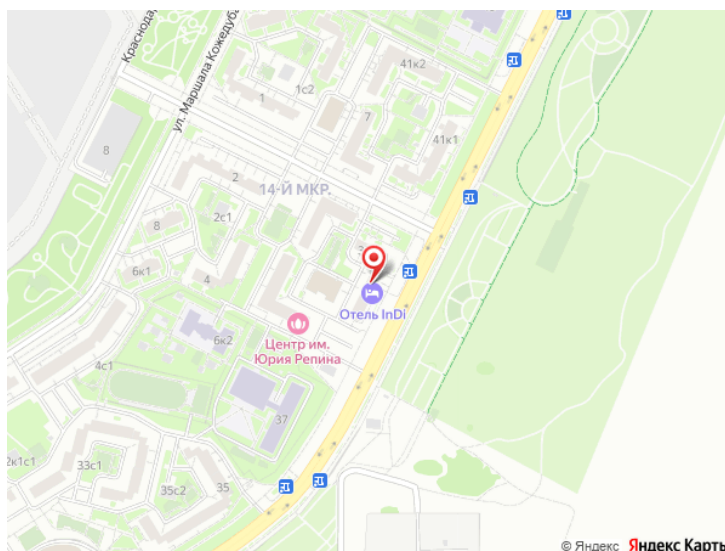 Краснодар
ул. Маршала Кожедуба
41к2
1с2
1
7
41к1
8
2
14-Й МКР.
2с1
8
3
6к1
4
Отель InDi
6к2
Центр им.
Юрия Репина
4с1
37
2к1с1
33с1
35с2
35
© Яндекс Яндекс Карты